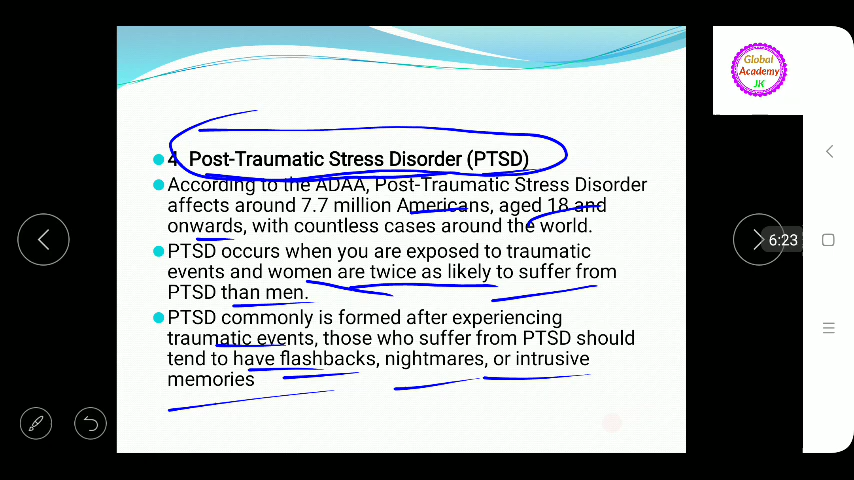 Global
Academy
JK
4. Post-Traumatic Stress Disorder (PTSD)
According to the ADAA, Post-Traumatic Stress Disorder
affects around 7.7 million Americans, aged 18 and
onwards, with countless cases around the world.
PTSD occurs when you are exposed to traumatic
events and women are twice as likely to suffer from
PTSD than men.
PTSD commonly is formed after experiencing
traumatic events, those who suffer from PTSD should
tend to have flashbacks, nightmares, or intrusive
memories
6:23